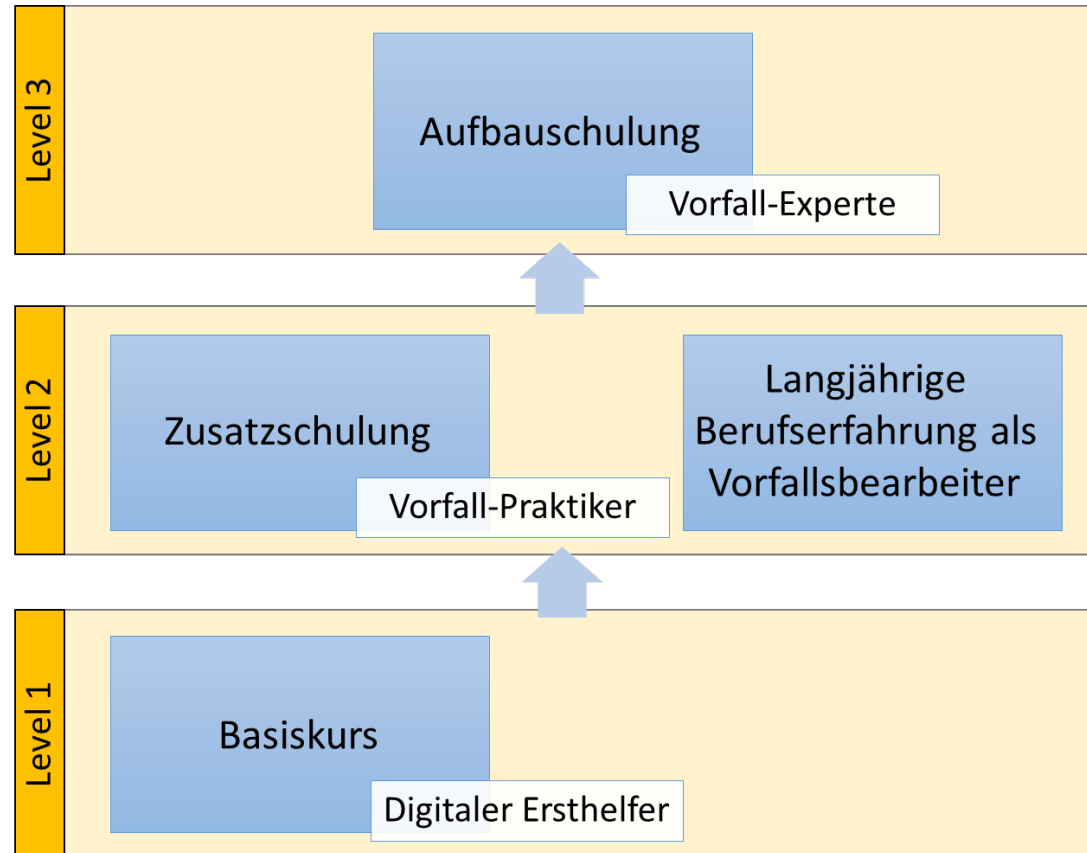 Level 3
Aufbauschulung
Vorfall-Experte
Level 2
Zusatzschulung
Vorfall-Praktiker
Langjährige
Berufserfahrung als
Vorfallsbearbeiter
Level 1
Basiskurs
Digitaler Ersthelfer